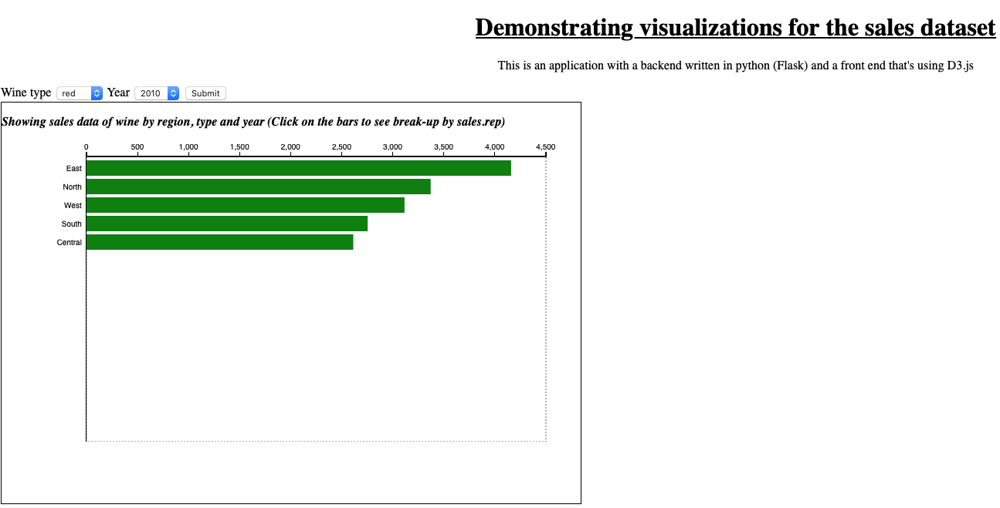 Demonstrating visualizations for the sales dataset
This is an application with a backend written in python (Flask) and a front end that's using D3.js
Wine type red Year 2010 Submit
Showing sales data of wine by region, type and year (Click on the bars to see break-up by sales.rep)
0 500 1,000 1,500 2,000 2,500 3,000 3,500 4,000 4,500
East
North
West
South
Central